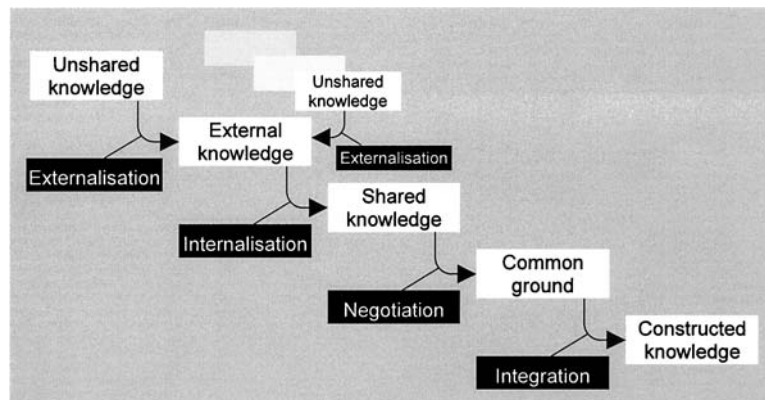 Unshared
knowledge
Unshared
knowledge
External
knowledge
Externalisation
Externalisation
Shared
knowledge
Internalisation
Common
ground
Negotiation
Constructed
knowledge
Integration